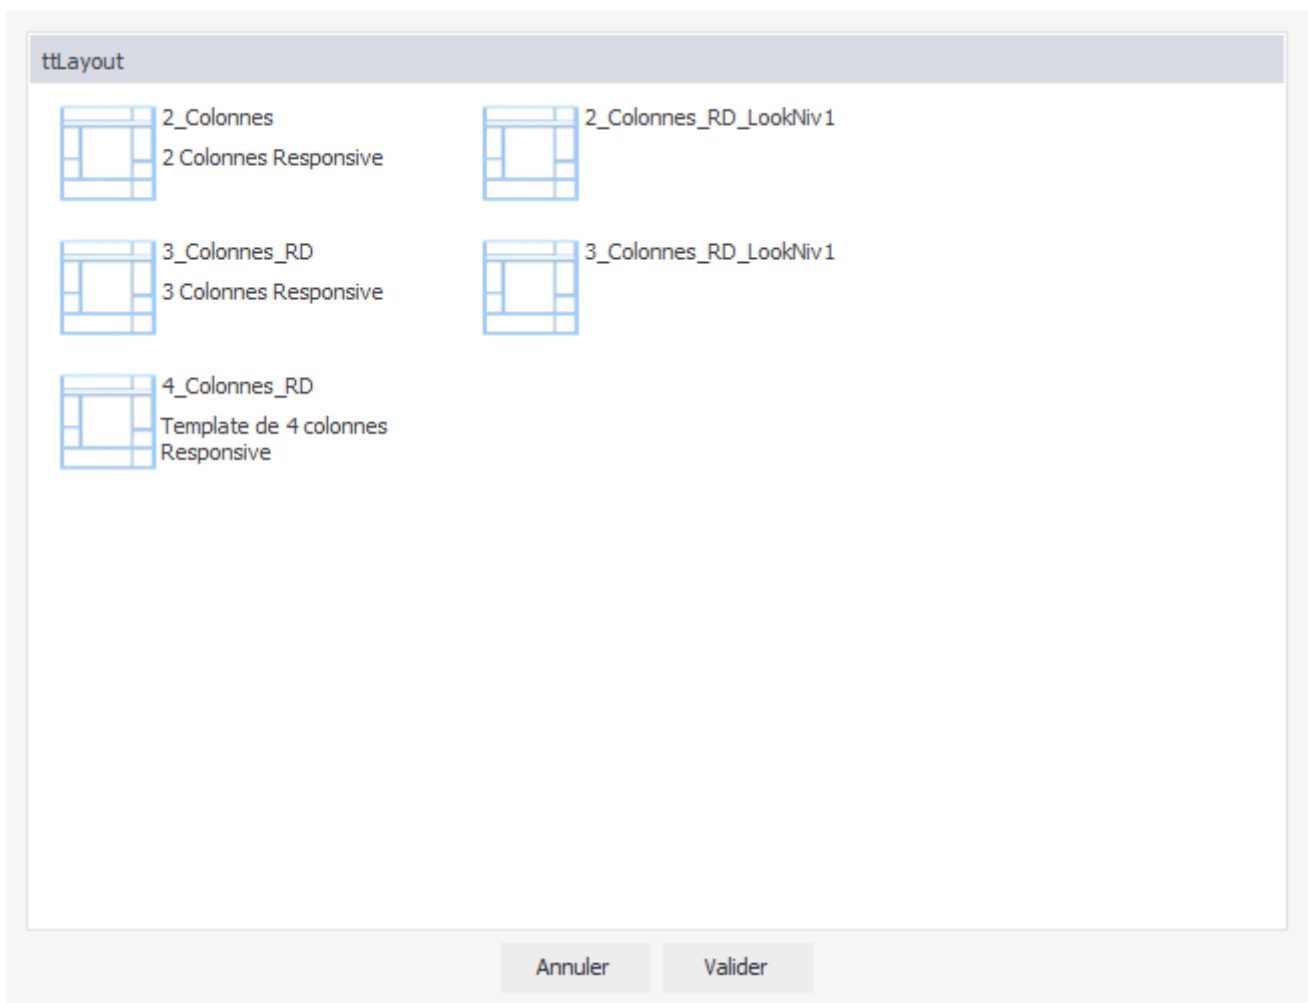 ttLayout
2_Colonnes
2 Colonnes Responsive
2_Colonnes_RD_LookNiv1
3_Colonnes_RD
3 Colonnes Responsive
3_Colonnes_RD_LookNiv1
4_Colonnes_RD
Template de 4 colonnes
Responsive
Annuler
Valider